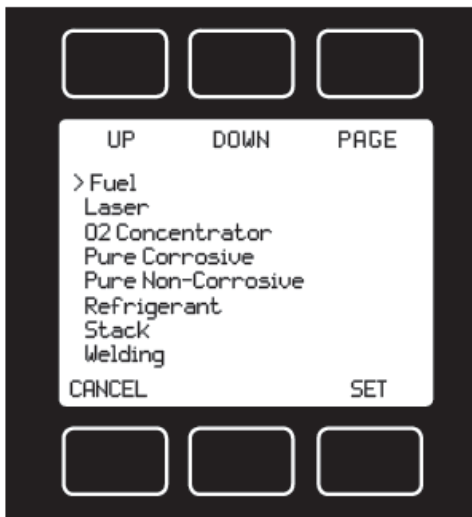 UP DOWN PAGE
>Fuel
Laser
O2 Concentrator
Pure Corrosive
Pure Non-Corrosive
Refrigerant
Stack
Welding
CANCEL SET